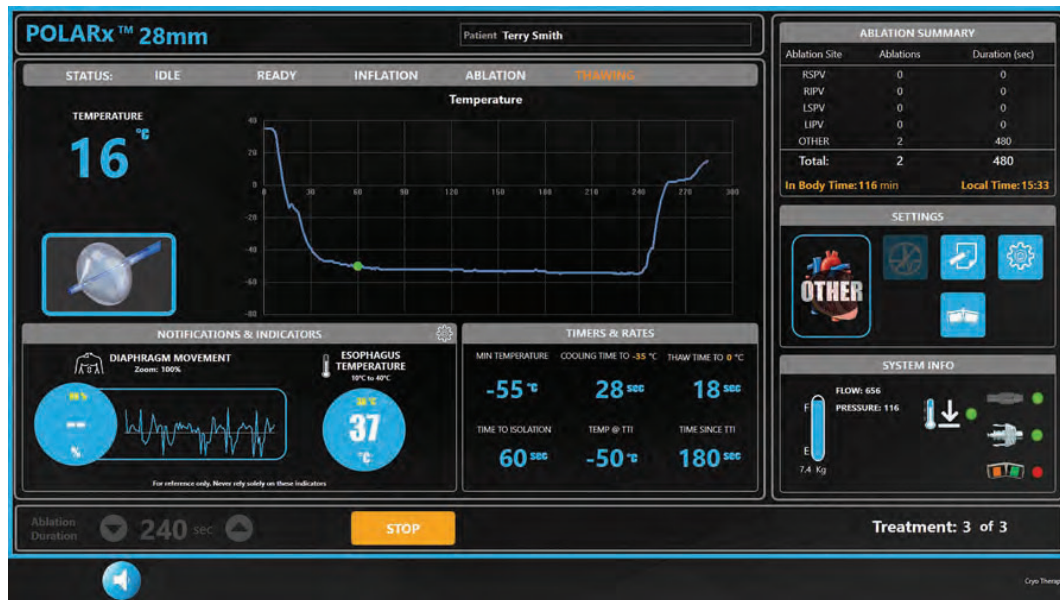 POLARx™ 28mm
Patient Terry Smith
STATUS: IDLE READY INFLATION ABLATION THAWING
TEMPERATURE
16 °C
Temperature
40
20
0
-20
-40
-60
-80
0 30 60 90 120 150 180 210 240 270 300
NOTIFICATIONS & INDICATORS
DIAPHRAGM MOVEMENT
Zoom: 100%
--
%
ESOPHAGUS
TEMPERATURE
10°C to 40°C
37
°C
For reference only. Never rely solely on these indicators
TIMERS & RATES
MIN TEMPERATURE COOLING TIME TO -35 °C THAW TIME TO 0 °C
-55 °C 28 sec 18 sec
TIME TO ISOLATION TEMP @ TTI TIME SINCE TTI
60 sec -50 °C 180 sec
ABLATION SUMMARY
Ablation Site Ablations Duration (sec)
RSPV 0 0
RIPV 0 0
LSPV 0 0
LIPV 0 0
OTHER 2 480
Total: 2 480
In Body Time: 116 min Local Time: 15:33
SETTINGS
OTHER
SYSTEM INFO
FLOW: 656
PRESSURE: 116
F
E
7.4 Kg
Ablation
Duration
240 sec
STOP
Treatment: 3 of 3